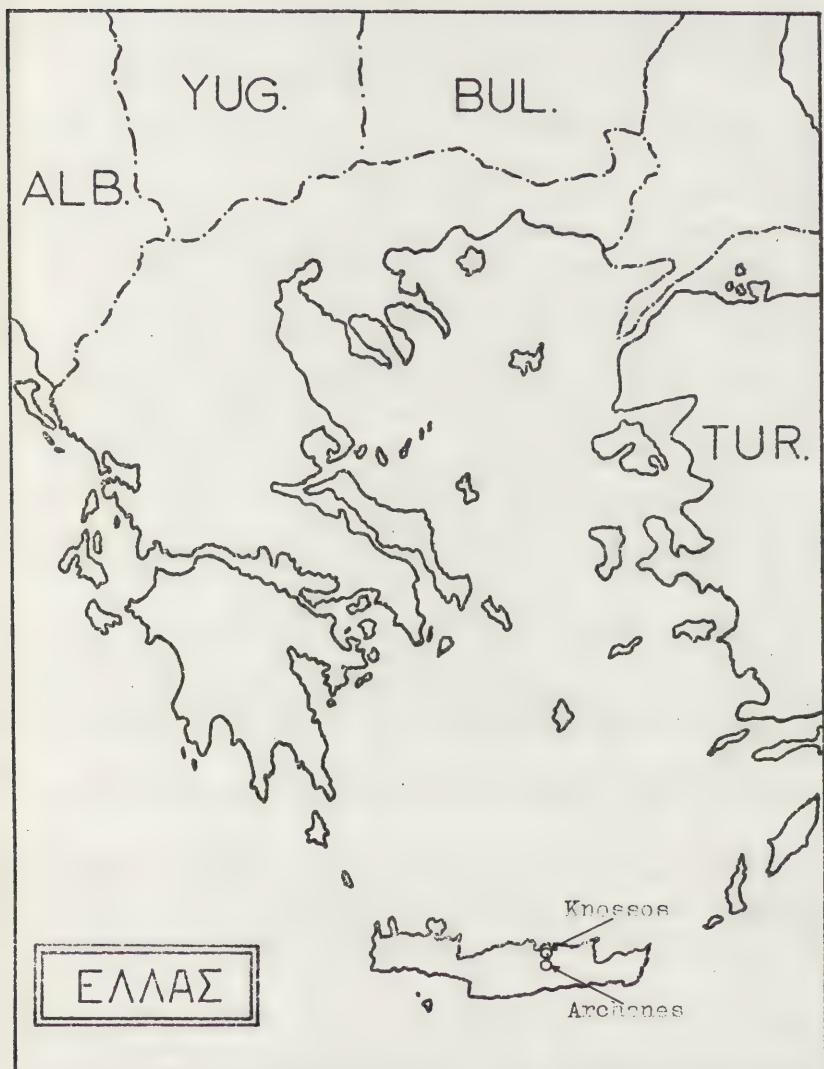 YUG.
BUL.
ALB.
TUR.
Knossos
ΕΛΛΑΣ
Archanes